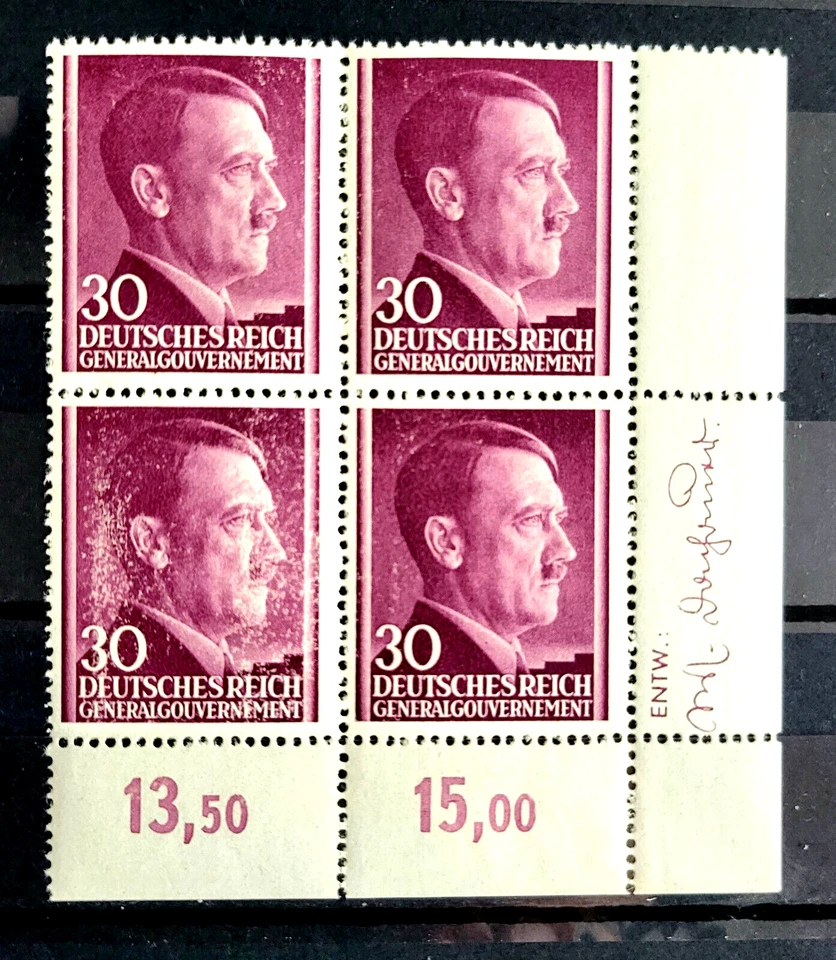 30
DEUTSCHES REICH
GENERALGOUVERNEMENT
30
DEUTSCHES REICH
GENERALGOUVERNEMENT
30
DEUTSCHES REICH
GENERALGOUVERNEMENT
30
DEUTSCHES REICH
GENERALGOUVERNEMENT
ENTW.:
13,50
15,00